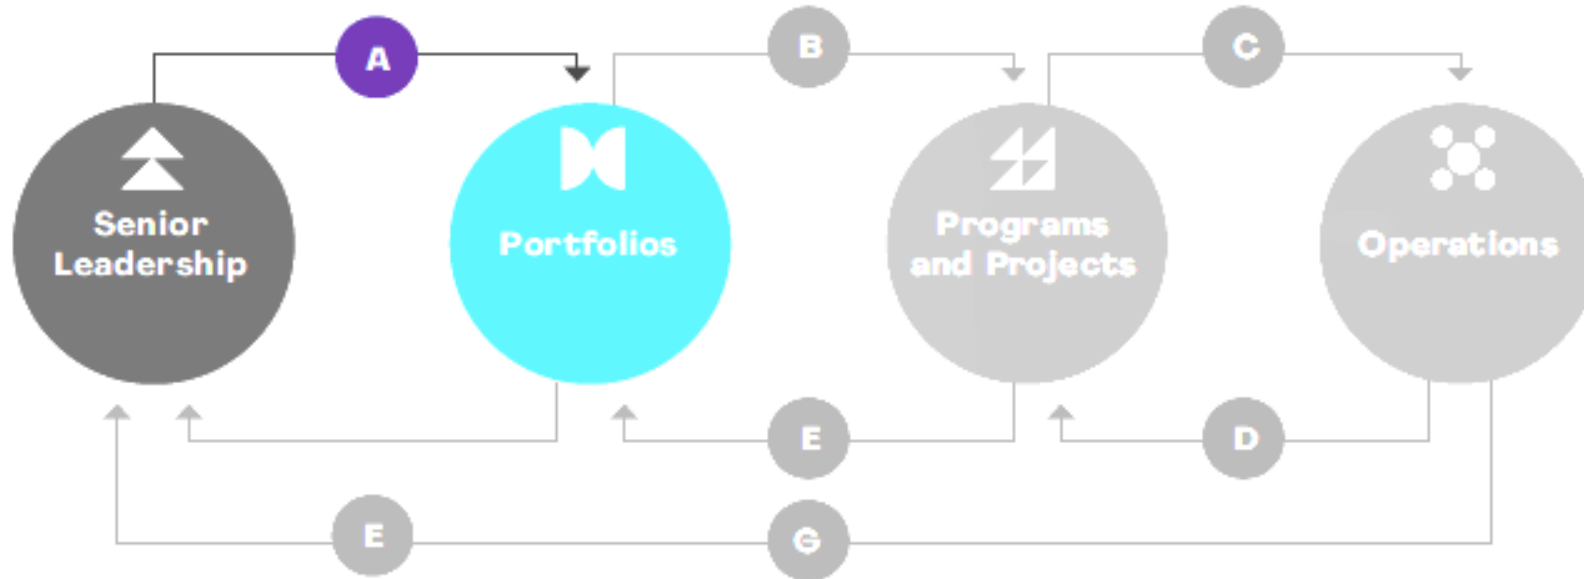 A
B
C
Senior
Leadership
Portfolios
Programs
and Projects
Operations
E
D
E
G